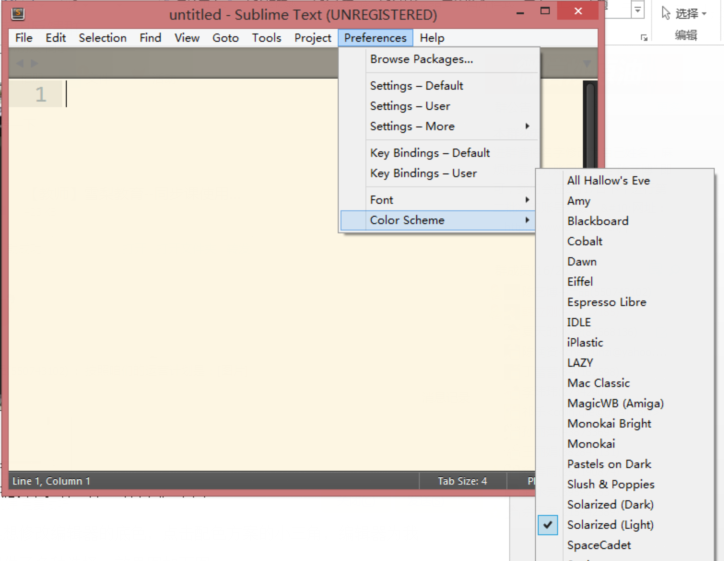 untitled - Sublime Text (UNREGISTERED)
选择
编辑
File Edit Selection Find View Goto Tools Project Preferences Help
Browse Packages...
1
Settings – Default
Settings – User
Settings – More
Key Bindings – Default
Key Bindings – User
Font
Color Scheme
All Hallow's Eve
Amy
Blackboard
Cobalt
Dawn
Eiffel
Espresso Libre
IDLE
iPlastic
LAZY
Mac Classic
MagicWB (Amiga)
Monokai Bright
Monokai
Pastels on Dark
Slush & Poppies
Solarized (Dark)
Solarized (Light)
SpaceCadet
Line 1, Column 1
Tab Size: 4